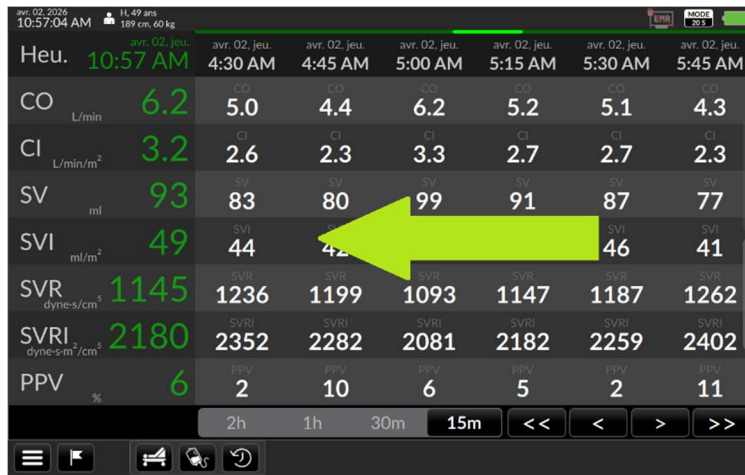 avr. 02, 2026
10:57:04 AM
H, 49 ans
189 cm, 60 kg
EMR
MODE
20 S
Heu.
avr. 02, jeu.
10:57 AM
avr. 02, jeu. avr. 02, jeu. avr. 02, jeu. avr. 02, jeu. avr. 02, jeu. avr. 02, jeu.
4:30 AM 4:45 AM 5:00 AM 5:15 AM 5:30 AM 5:45 AM
CO L/min 6.2
CO CO CO CO CO CO
5.0 4.4 6.2 5.2 5.1 4.3
CI L/min/m² 3.2
CI CI CI CI CI CI
2.6 2.3 3.3 2.7 2.7 2.3
SV ml 93
SV SV SV SV SV SV
83 80 99 91 87 77
SVI ml/m² 49
SVI SVI SVI
44 46 41
SVR dyne-s/cm⁵ 1145
SVR SVR SVR SVR SVR SVR
1236 1199 1093 1147 1187 1262
SVRI dyne-s-m²/cm⁵ 2180
SVRI SVRI SVRI SVRI SVRI SVRI
2352 2282 2081 2182 2259 2402
PPV % 6
PPV PPV PPV PPV PPV PPV
2 10 6 5 2 11
2h 1h 30m 15m << < > >>